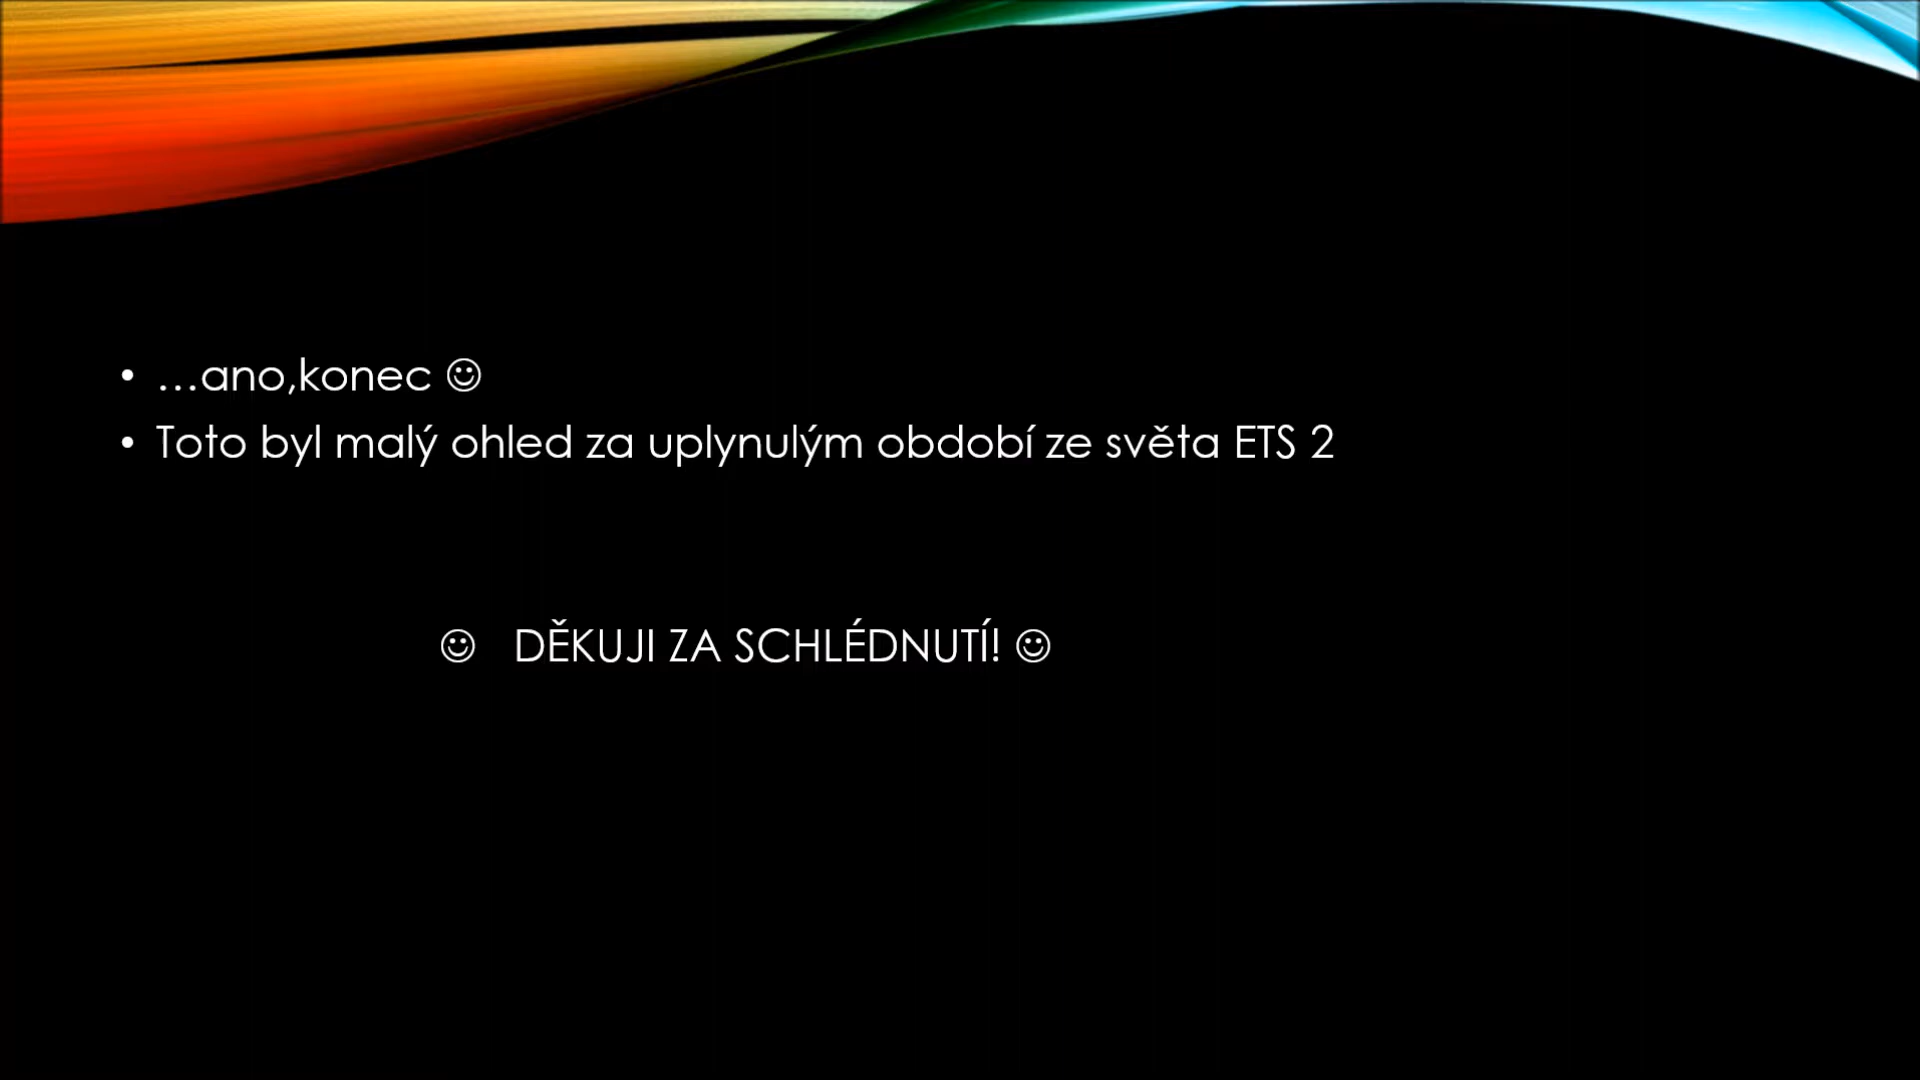 • …ano,konec ☺
• Toto byl malý ohled za uplynulým období ze světa ETS 2
☺ DĚKUJI ZA SCHLÉDNUTÍ! ☺